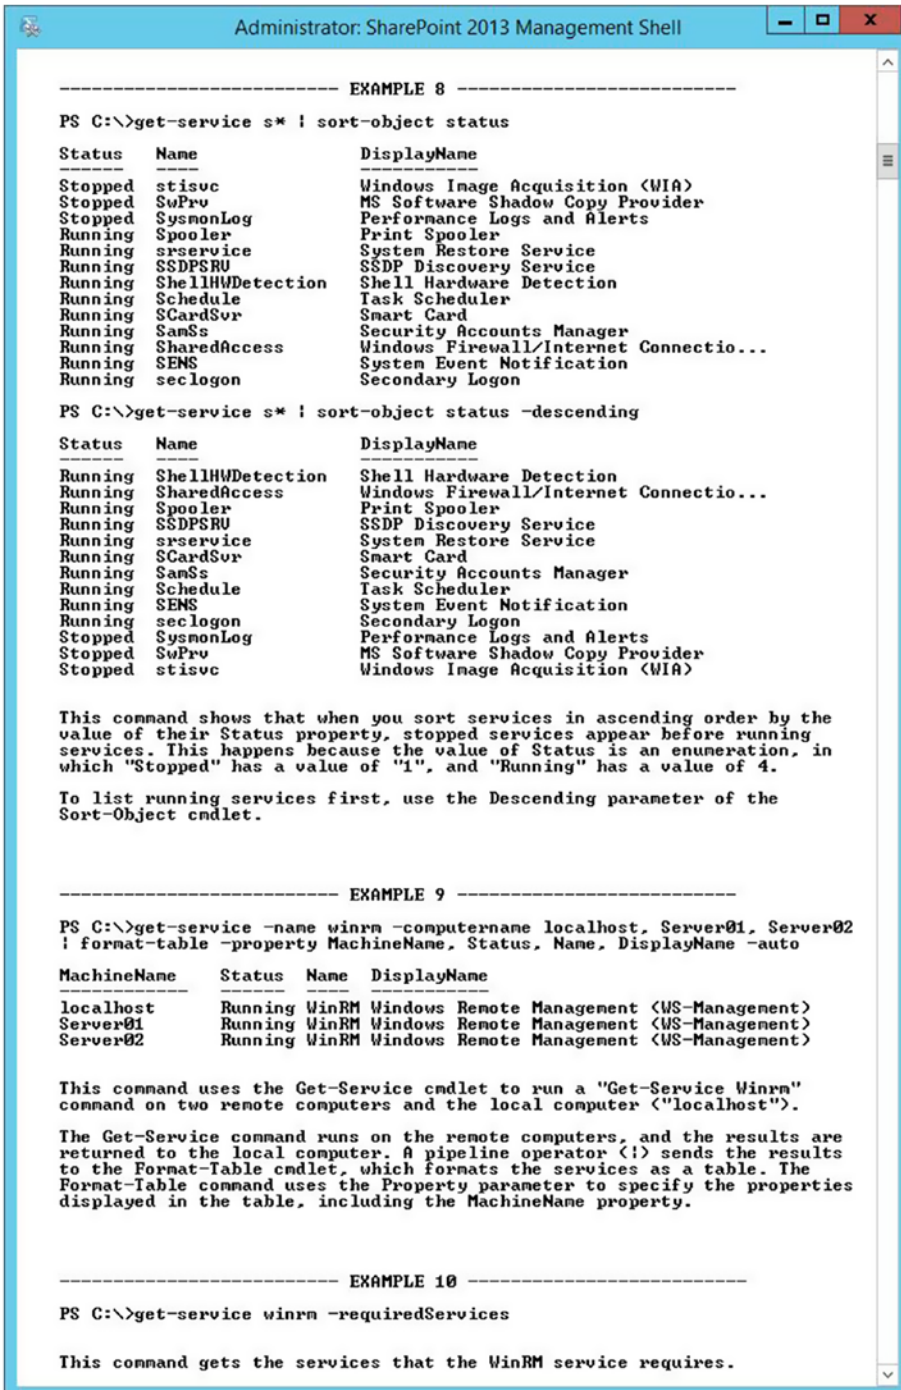 Administrator: SharePoint 2013 Management Shell
-------------------------- EXAMPLE 8 --------------------------
PS C:\>get-service s* | sort-object status
Status   Name               DisplayName
------   ----               -----------
Stopped  stisvc             Windows Image Acquisition (WIA)
Stopped  SwPrv              MS Software Shadow Copy Provider
Stopped  SysmonLog          Performance Logs and Alerts
Running  Spooler            Print Spooler
Running  srservice          System Restore Service
Running  SSDPSRV            SSDP Discovery Service
Running  ShellHWDetection   Shell Hardware Detection
Running  Schedule           Task Scheduler
Running  SCardSvr           Smart Card
Running  SamSs              Security Accounts Manager
Running  SharedAccess       Windows Firewall/Internet Connectio...
Running  SENS               System Event Notification
Running  seclogon           Secondary Logon
PS C:\>get-service s* | sort-object status -descending
Status   Name               DisplayName
------   ----               -----------
Running  ShellHWDetection   Shell Hardware Detection
Running  SharedAccess       Windows Firewall/Internet Connectio...
Running  Spooler            Print Spooler
Running  SSDPSRV            SSDP Discovery Service
Running  srservice          System Restore Service
Running  SCardSvr           Smart Card
Running  SamSs              Security Accounts Manager
Running  Schedule           Task Scheduler
Running  SENS               System Event Notification
Running  seclogon           Secondary Logon
Stopped  SysmonLog          Performance Logs and Alerts
Stopped  SwPrv              MS Software Shadow Copy Provider
Stopped  stisvc             Windows Image Acquisition (WIA)
This command shows that when you sort services in ascending order by the
value of their Status property, stopped services appear before running
services. This happens because the value of Status is an enumeration, in
which "Stopped" has a value of "1", and "Running" has a value of 4.
To list running services first, use the Descending parameter of the
Sort-Object cmdlet.
-------------------------- EXAMPLE 9 --------------------------
PS C:\>get-service -name winrm -computername localhost, Server01, Server02
| format-table -property MachineName, Status, Name, DisplayName -auto
MachineName    Status  Name  DisplayName
------------   ------  ----  -----------
localhost      Running WinRM Windows Remote Management (WS-Management)
Server01       Running WinRM Windows Remote Management (WS-Management)
Server02       Running WinRM Windows Remote Management (WS-Management)
This command uses the Get-Service cmdlet to run a "Get-Service Winrm"
command on two remote computers and the local computer ("localhost").
The Get-Service command runs on the remote computers, and the results are
returned to the local computer. A pipeline operator (|) sends the results
to the Format-Table cmdlet, which formats the services as a table. The
Format-Table command uses the Property parameter to specify the properties
displayed in the table, including the MachineName property.
-------------------------- EXAMPLE 10 --------------------------
PS C:\>get-service winrm -requiredServices
This command gets the services that the WinRM service requires.